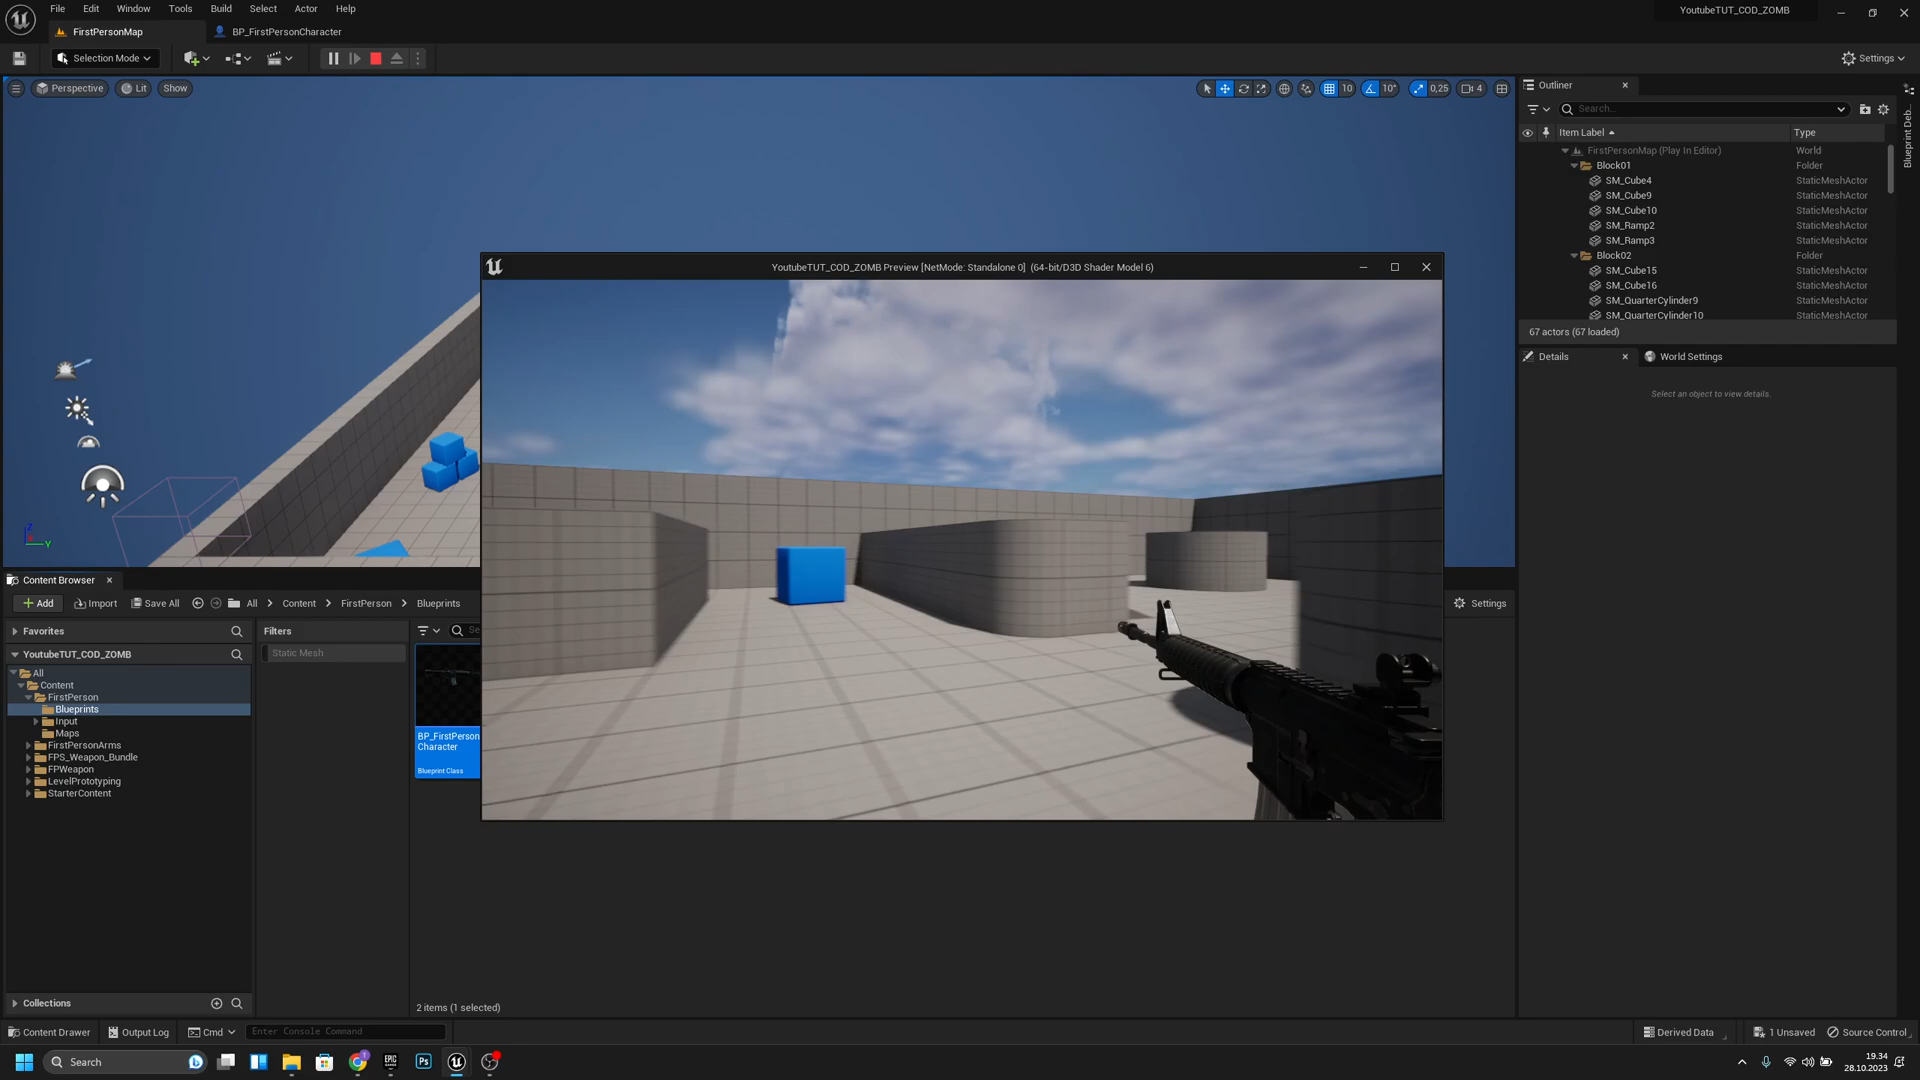 File Edit Window Tools Build Select Actor Help
YoutubeTUT_COD_ZOMB
FirstPersonMap
BP_FirstPersonCharacter
Selection Mode
Settings
Perspective Lit Show
10 10° 0,25 4
Outliner
Search...
Item Label Type
FirstPersonMap (Play In Editor) World
Block01 Folder
SM_Cube4 StaticMeshActor
SM_Cube9 StaticMeshActor
SM_Cube10 StaticMeshActor
SM_Ramp2 StaticMeshActor
SM_Ramp3 StaticMeshActor
Block02 Folder
SM_Cube15 StaticMeshActor
SM_Cube16 StaticMeshActor
SM_QuarterCylinder9 StaticMeshActor
SM_QuarterCylinder10 StaticMeshActor
67 actors (67 loaded)
Blueprint Deb...
Details
World Settings
Select an object to view details.
YoutubeTUT_COD_ZOMB Preview [NetMode: Standalone 0] (64-bit/D3D Shader Model 6)
Z
Y
Content Browser
Add Import Save All All Content FirstPerson Blueprints
Settings
Favorites
Filters
Se
YoutubeTUT_COD_ZOMB
Static Mesh
All
Content
FirstPerson
Blueprints
Input
Maps
FirstPersonArms
FPS_Weapon_Bundle
FPWeapon
LevelPrototyping
StarterContent
BP_FirstPerson
Character
Blueprint Class
Collections
2 items (1 selected)
Content Drawer Output Log Cmd Enter Console Command
Derived Data 1 Unsaved Source Control
Search
EPIC
GAMES
Ps
19.34
28.10.2023